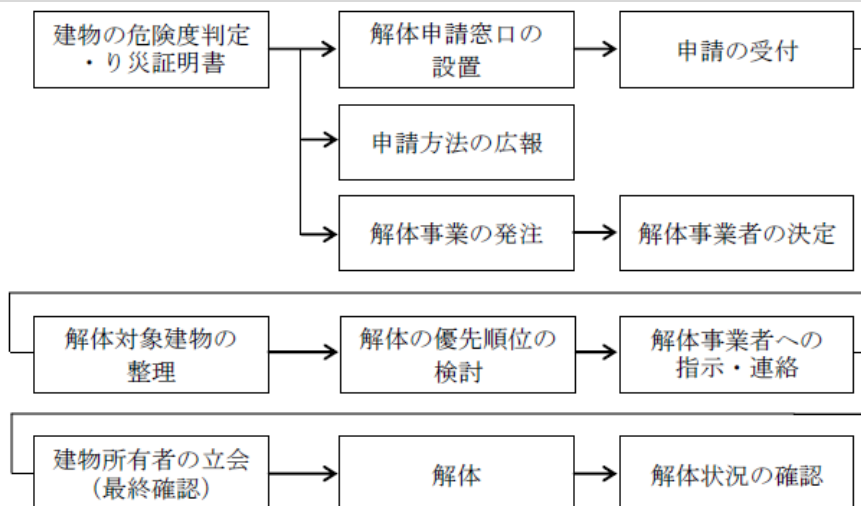 建物の危険度判定
・り災証明書
解体申請窓口の
設置
申請の受付
申請方法の広報
解体事業の発注
解体事業者の決定
解体対象建物の
整理
解体の優先順位の
検討
解体事業者への
指示・連絡
建物所有者の立会
（最終確認）
解体
解体状況の確認